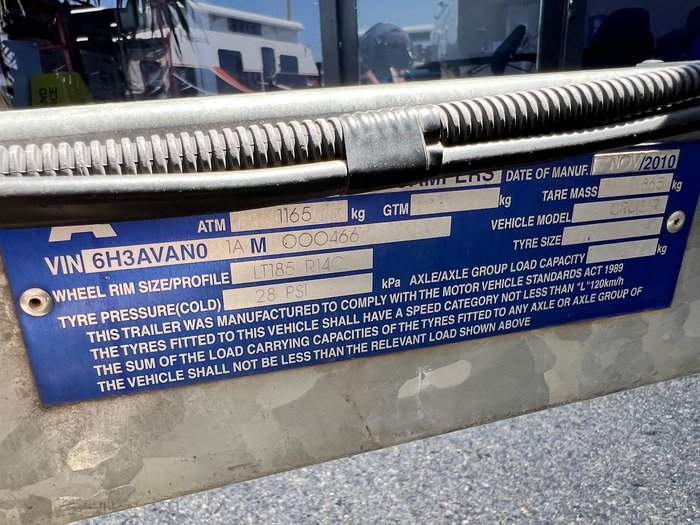 DATE OF MANUF. NOV/2010
ATM 1165 kg GTM kg TARE MASS 865 kg
VIN 6H3AVAN0 1A M 000466 VEHICLE MODEL
WHEEL RIM SIZE/PROFILE LT185 R14C TYRE SIZE
TYRE PRESSURE(COLD) 28 PSI kPa AXLE/AXLE GROUP LOAD CAPACITY kg
THIS TRAILER WAS MANUFACTURED TO COMPLY WITH THE MOTOR VEHICLE STANDARDS ACT 1989
THE TYRES FITTED TO THIS VEHICLE SHALL HAVE A SPEED CATEGORY NOT LESS THAN "L"120km/h
THE SUM OF THE LOAD CARRYING CAPACITIES OF THE TYRES FITTED TO ANY AXLE OR AXLE GROUP OF
THE VEHICLE SHALL NOT BE LESS THAN THE RELEVANT LOAD SHOWN ABOVE